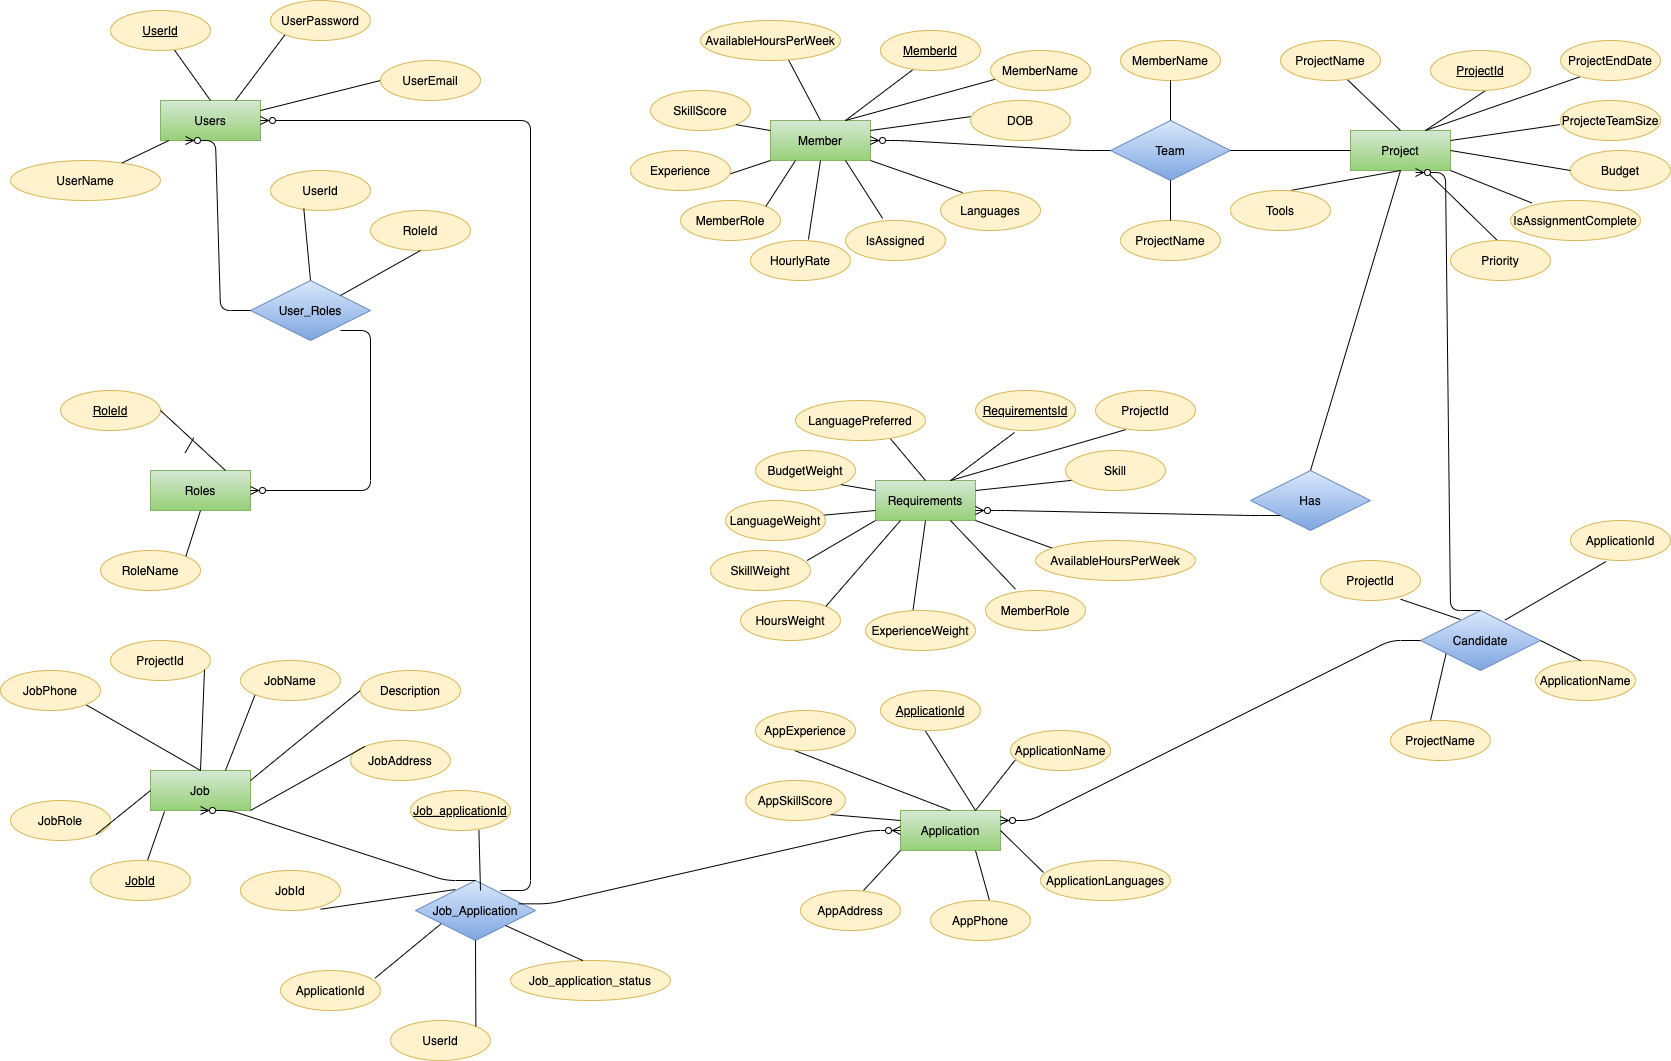 UserId
UserPassword
UserEmail
Users
UserName
UserId
RoleId
User_Roles
RoleId
Roles
RoleName
AvailableHoursPerWeek
MemberId
MemberName
SkillScore
DOB
Member
Experience
MemberRole
Languages
IsAssigned
HourlyRate
MemberName
Team
ProjectName
ProjectName
ProjectId
ProjectEndDate
ProjecteTeamSize
Project
Budget
Tools
IsAssignmentComplete
Priority
LanguagePreferred
RequirementsId
ProjectId
BudgetWeight
Skill
Requirements
LanguageWeight
SkillWeight
AvailableHoursPerWeek
HoursWeight
ExperienceWeight
MemberRole
Has
ApplicationId
ProjectId
Candidate
ApplicationName
ProjectName
ProjectId
JobPhone
JobName
Description
JobAddress
Job
JobRole
JobId
Job_applicationId
JobId
Job_Application
ApplicationId
Job_application_status
UserId
ApplicationId
AppExperience
ApplicationName
AppSkillScore
Application
ApplicationLanguages
AppAddress
AppPhone